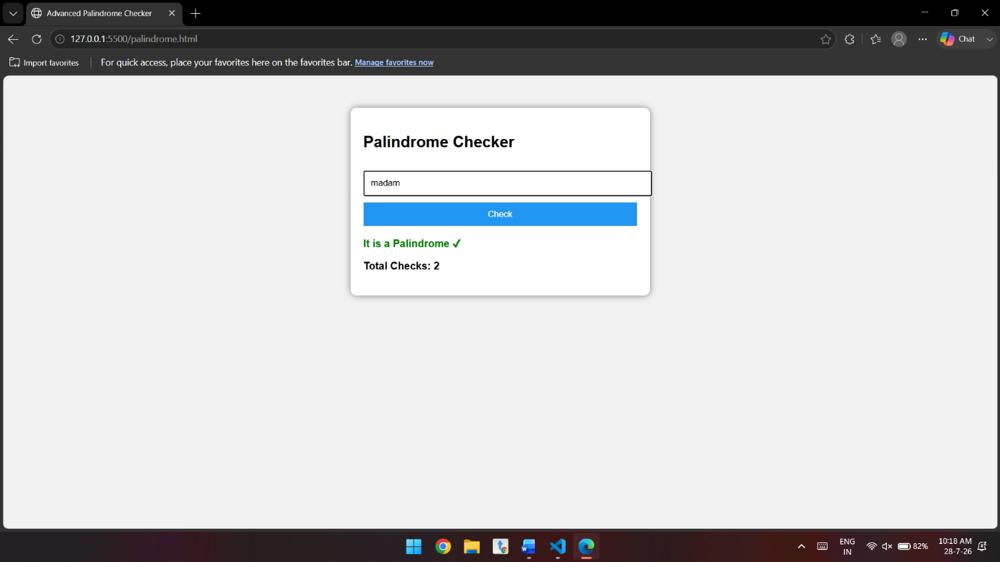 Advanced Palindrome Checker
127.0.0.1:5500/palindrome.html
Chat
Import favorites
For quick access, place your favorites here on the favorites bar. Manage favorites now
Palindrome Checker
madam
Check
It is a Palindrome ✔
Total Checks: 2
ENG
IN
82%
10:18 AM
28-7-26